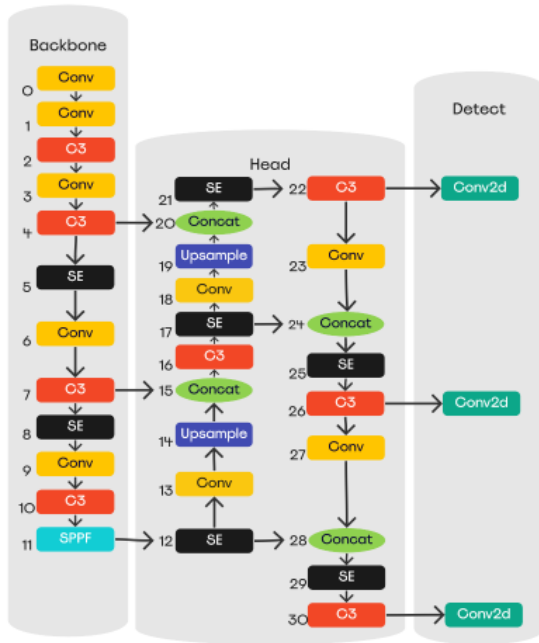 Backbone
0 Conv
1 Conv
2 C3
3 Conv
4 C3
5 SE
6 Conv
7 C3
8 SE
9 Conv
10 C3
11 SPPF
Head
21 SE
20 Concat
19 Upsample
18 Conv
17 SE
16 C3
15 Concat
14 Upsample
13 Conv
12 SE
22 C3
23 Conv
24 Concat
25 SE
26 C3
27 Conv
28 Concat
29 SE
30 C3
Detect
Conv2d
Conv2d
Conv2d